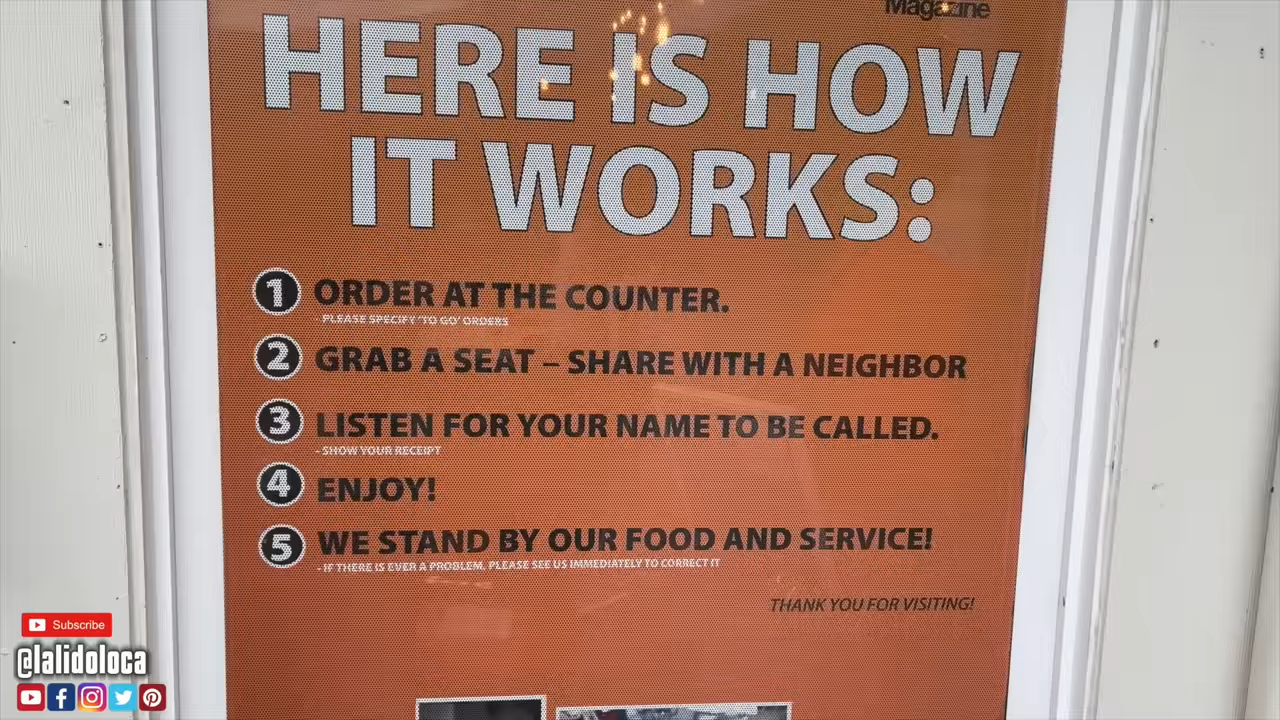 Magazine
HERE IS HOW
IT WORKS:
1 ORDER AT THE COUNTER.
- PLEASE SPECIFY 'TO GO' ORDERS
2 GRAB A SEAT – SHARE WITH A NEIGHBOR
3 LISTEN FOR YOUR NAME TO BE CALLED.
- SHOW YOUR RECEIPT
4 ENJOY!
5 WE STAND BY OUR FOOD AND SERVICE!
- IF THERE IS EVER A PROBLEM, PLEASE SEE US IMMEDIATELY TO CORRECT IT
THANK YOU FOR VISITING!
Subscribe
@lalidoloca